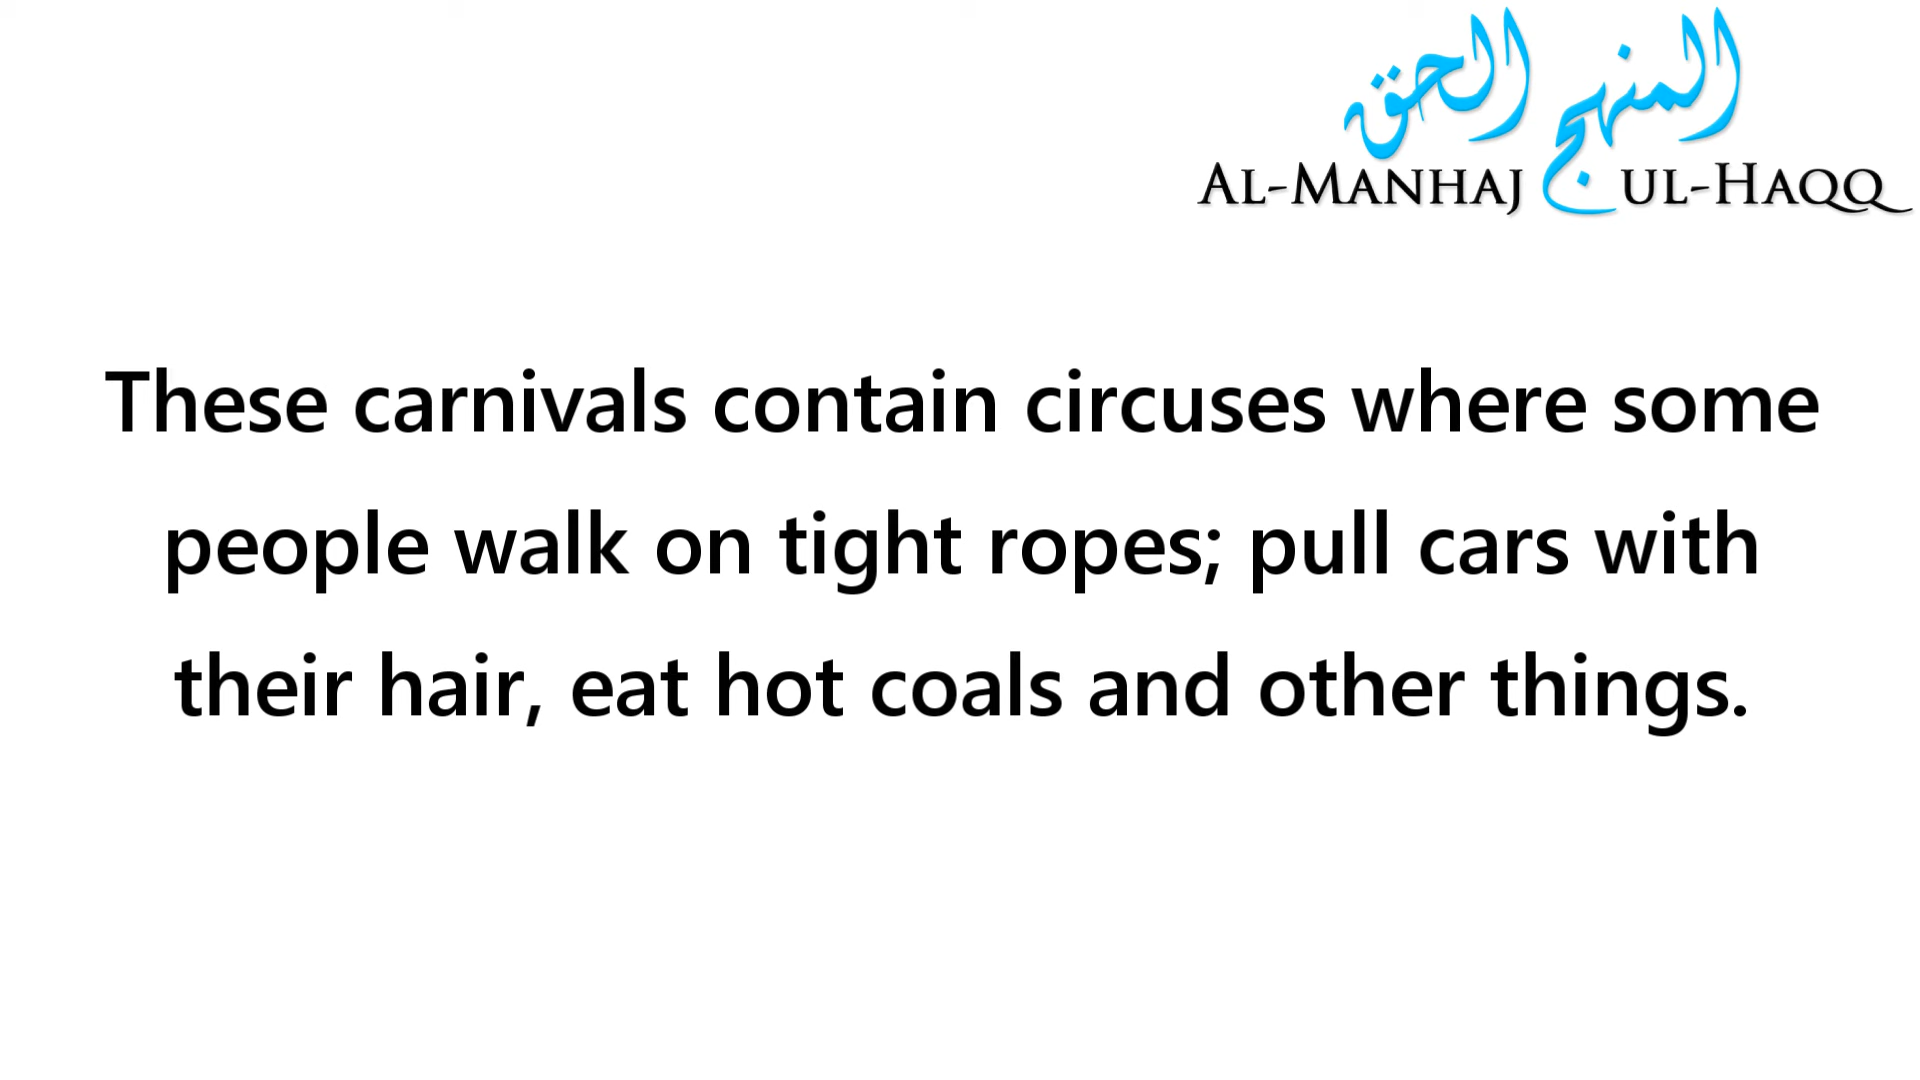 المنهج الحق
AL-MANHAJ UL-HAQQ
These carnivals contain circuses where some
people walk on tight ropes; pull cars with
their hair, eat hot coals and other things.